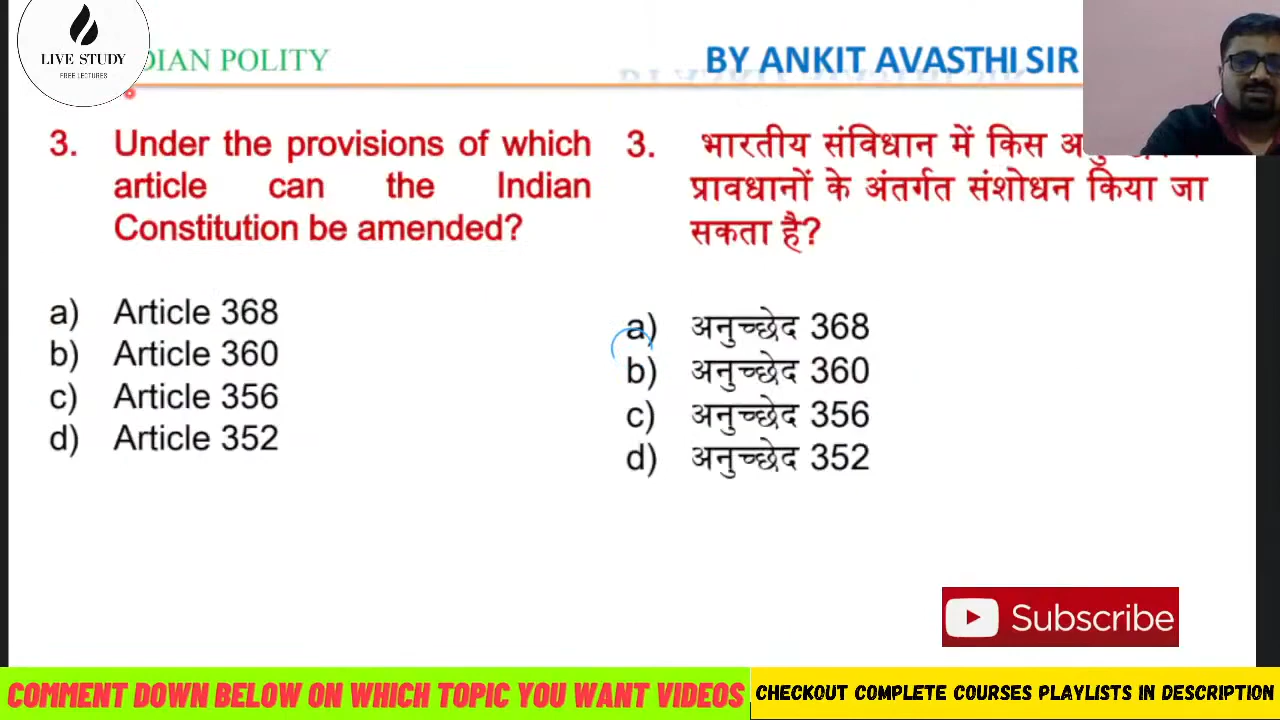 LIVE STUDY
FREE LECTURES
DIAN POLITY
BY ANKIT AVASTHI SIR
3. Under the provisions of which
article can the Indian
Constitution be amended?
a) Article 368
b) Article 360
c) Article 356
d) Article 352
3. भारतीय संविधान में किस
प्रावधानों के अंतर्गत संशोधन किया जा
सकता है?
a) अनुच्छेद 368
b) अनुच्छेद 360
c) अनुच्छेद 356
d) अनुच्छेद 352
Subscribe
COMMENT DOWN BELOW ON WHICH TOPIC YOU WANT VIDEOS
CHECKOUT COMPLETE COURSES PLAYLISTS IN DESCRIPTION